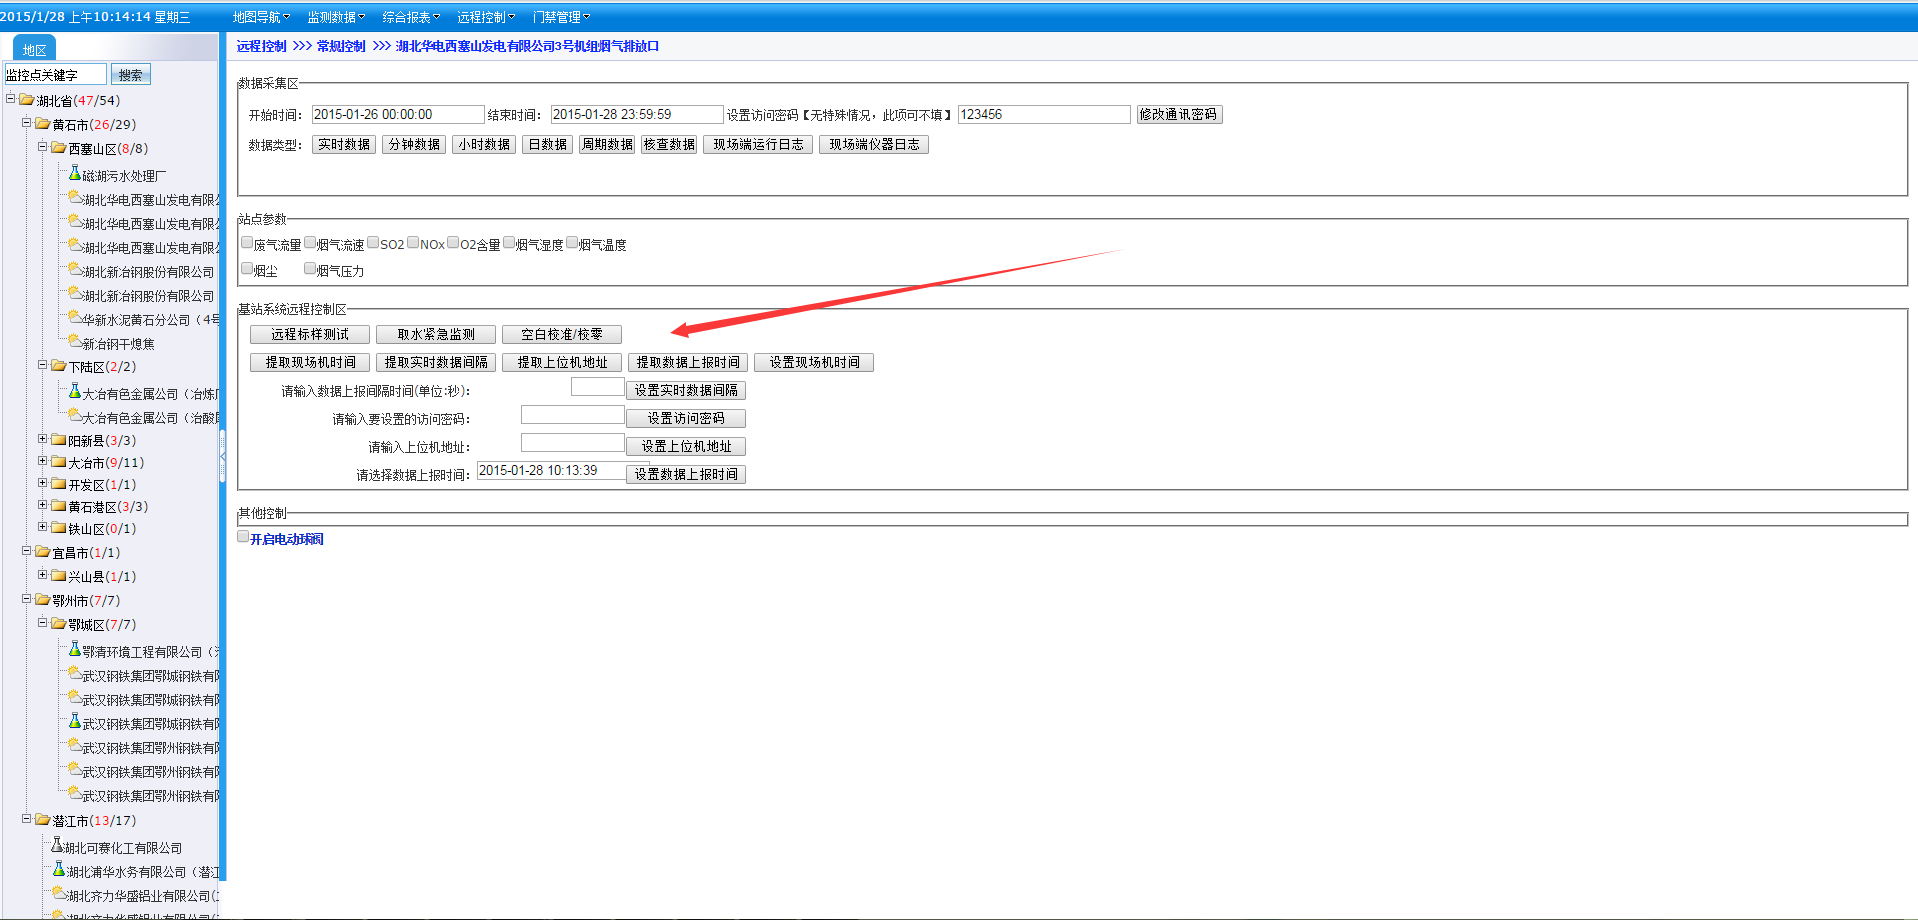 2015/1/28 上午10:14:14 星期三
地图导航 监测数据 综合报表 远程控制 门禁管理
地区
监控点关键字 搜索
湖北省(47/54)
黄石市(26/29)
西塞山区(8/8)
磁湖污水处理厂
湖北华电西塞山发电有限
湖北华电西塞山发电有限
湖北华电西塞山发电有限
湖北新冶钢股份有限公司
湖北新冶钢股份有限公司
华新水泥黄石分公司（4号
新冶钢干熄焦
下陆区(2/2)
大冶有色金属公司（冶炼
大冶有色金属公司（冶酸
阳新县(3/3)
大冶市(9/11)
开发区(1/1)
黄石港区(3/3)
铁山区(0/1)
宜昌市(1/1)
兴山县(1/1)
鄂州市(7/7)
鄂城区(7/7)
鄂清环境工程有限公司（
武汉钢铁集团鄂城钢铁有
武汉钢铁集团鄂城钢铁有
武汉钢铁集团鄂城钢铁有
武汉钢铁集团鄂州钢铁有
武汉钢铁集团鄂州钢铁有
武汉钢铁集团鄂州钢铁有
潜江市(13/17)
湖北可赛化工有限公司
湖北浦华水务有限公司（潜江
湖北齐力华盛铝业有限公司(
湖北齐力华盛铝业有限公司(
远程控制 >>> 常规控制 >>> 湖北华电西塞山发电有限公司3号机组烟气排放口
数据采集区
开始时间： 2015-01-26 00:00:00 结束时间： 2015-01-28 23:59:59 设置访问密码【无特殊情况，此项可不填】 123456 修改通讯密码
数据类型： 实时数据 分钟数据 小时数据 日数据 周期数据 核查数据 现场端运行日志 现场端仪器日志
站点参数
废气流量 烟气流速 SO2 NOx O2含量 烟气湿度 烟气温度
烟尘 烟气压力
基站系统远程控制区
远程标样测试 取水紧急监测 空白校准/校零
提取现场机时间 提取实时数据间隔 提取上位机地址 提取数据上报时间 设置现场机时间
请输入数据上报间隔时间(单位:秒)： 设置实时数据间隔
请输入要设置的访问密码： 设置访问密码
请输入上位机地址： 设置上位机地址
请选择数据上报时间： 2015-01-28 10:13:39 设置数据上报时间
其他控制
开启电动球阀